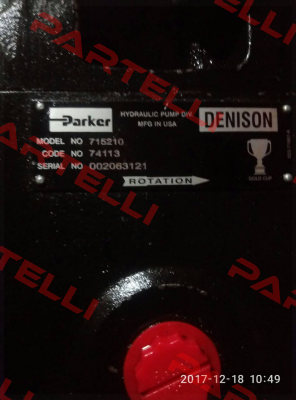 PARTELLI
Parker
HYDRAULIC PUMP DIV.
MFG IN USA
DENISON
MODEL NO 715210
CODE NO 74113
SERIAL NO 002063121
GOLD CUP
ROTATION
PARTELLI
PARTELLI
2017-12-18 10:49